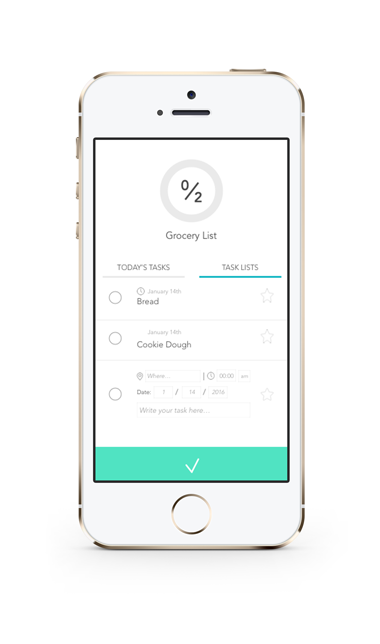 0/2
Grocery List
TODAY'S TASKS TASK LISTS
January 14th
Bread
January 14th
Cookie Dough
Where... 00:00 am
Date: 1 / 14 / 2016
Write your task here...